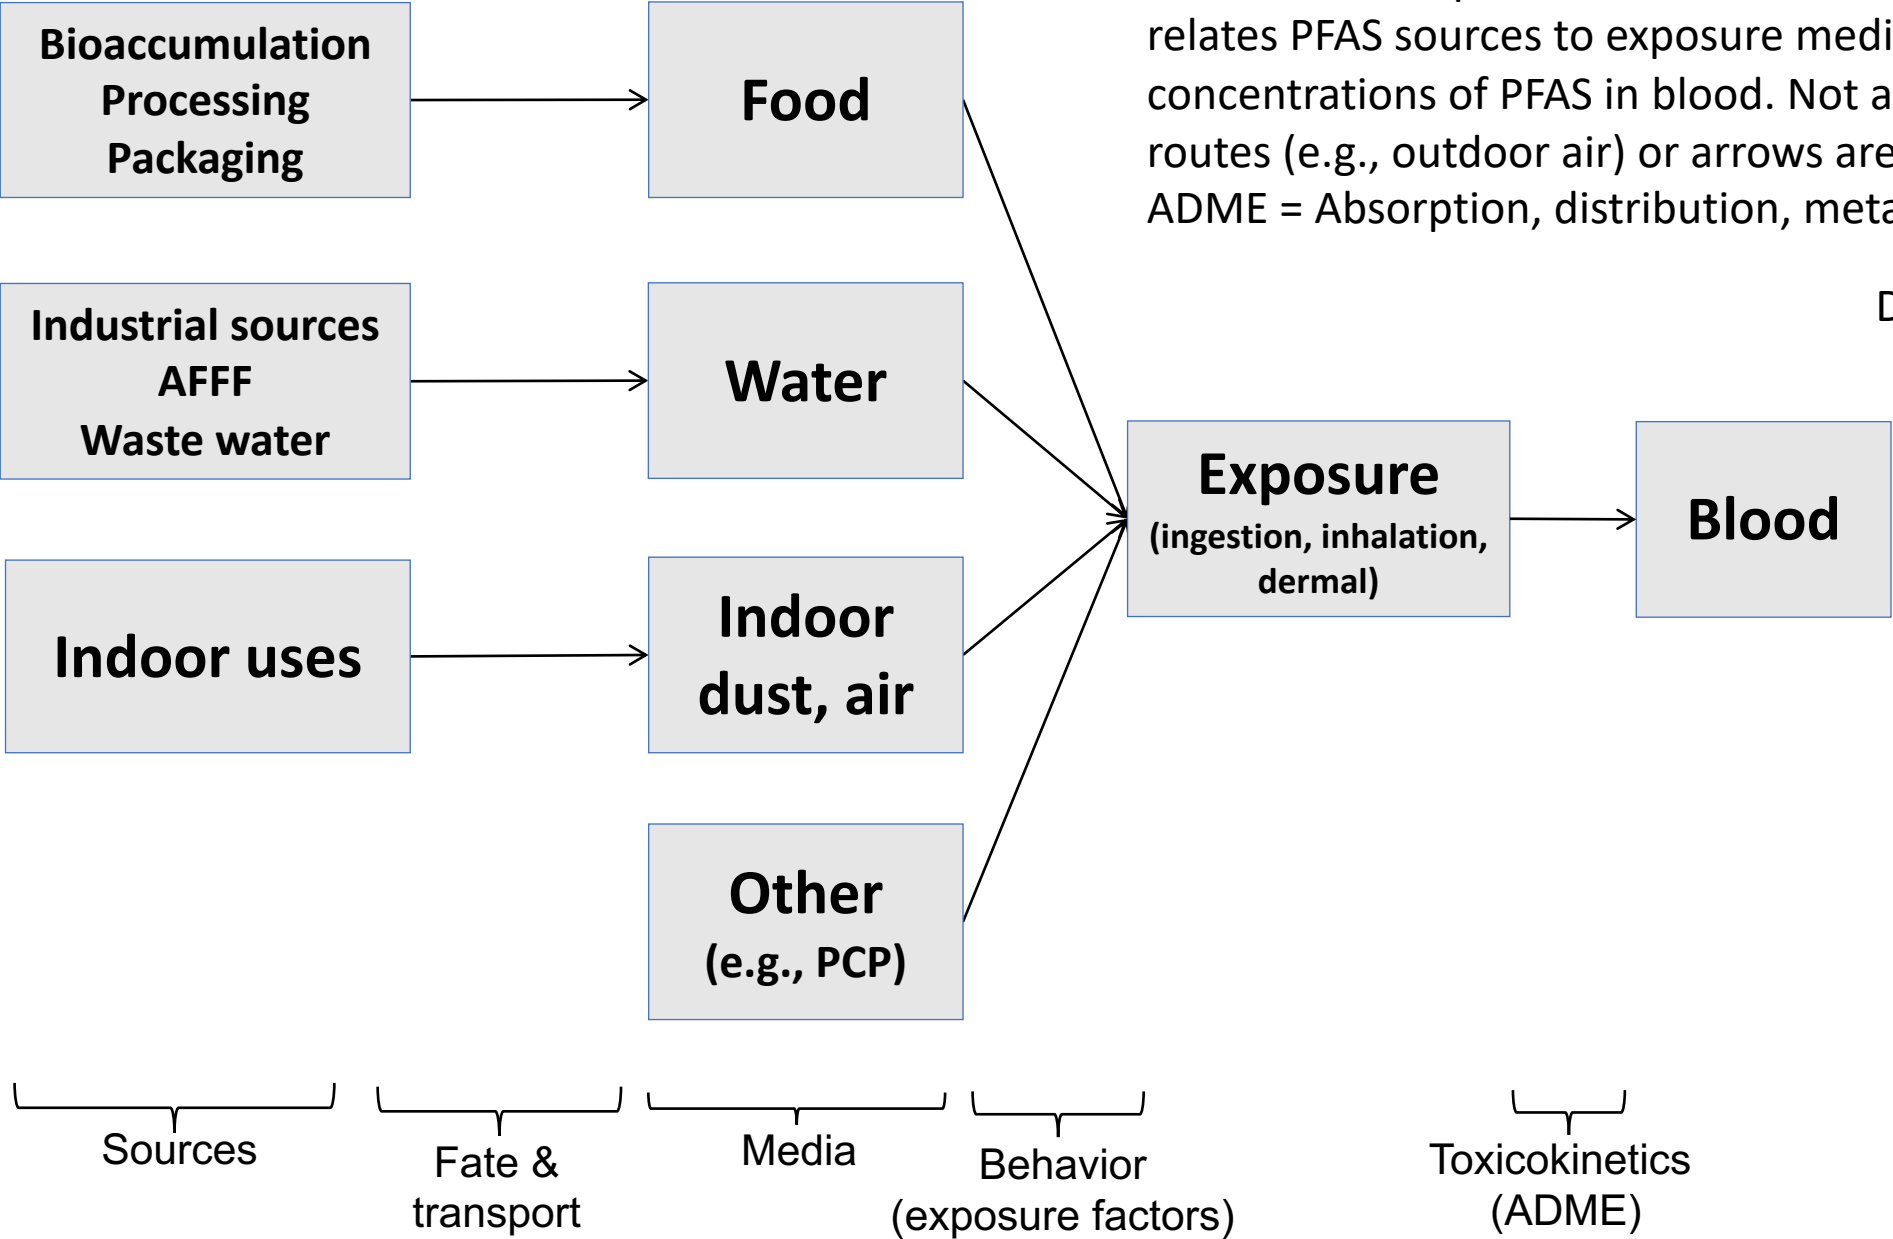 relates PFAS sources to exposure medi
concentrations of PFAS in blood. Not a
routes (e.g., outdoor air) or arrows are
ADME = Absorption, distribution, meta
D
Bioaccumulation
Processing
Packaging
Food
Industrial sources
AFFF
Waste water
Water
Indoor uses
Indoor
dust, air
Other
(e.g., PCP)
Exposure
(ingestion, inhalation,
dermal)
Blood
Sources
Fate &
transport
Media
Behavior
(exposure factors)
Toxicokinetics
(ADME)